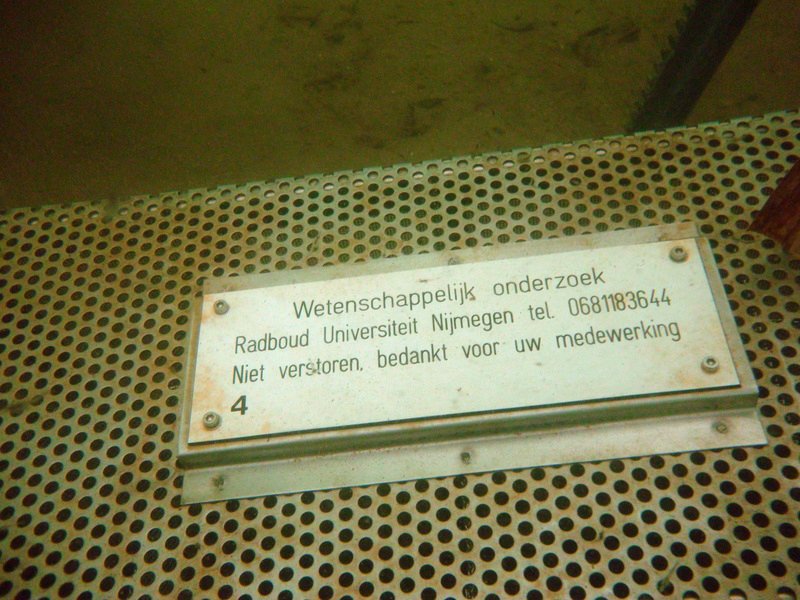 Wetenschappelijk onderzoek
Radboud Universiteit Nijmegen tel. 0681183644
Niet verstoren, bedankt voor uw medewerking
4